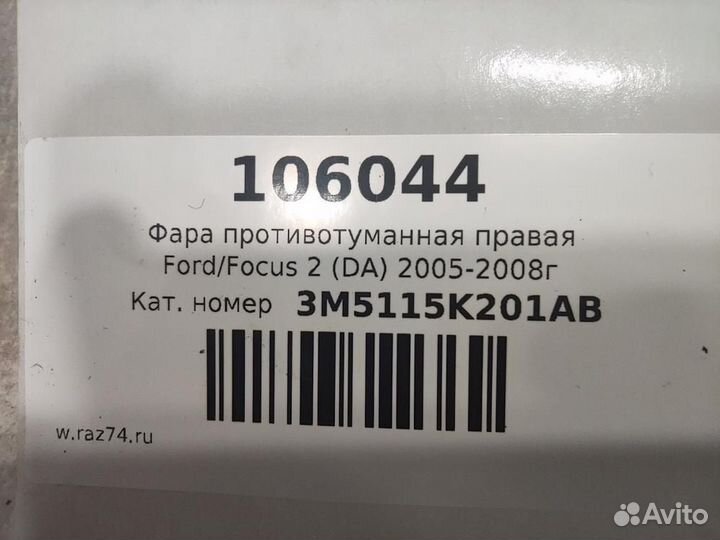 106044
Фара противотуманная правая
Ford/Focus 2 (DA) 2005-2008г
Кат. номер 3M5115K201AB
w.raz74.ru
Avito